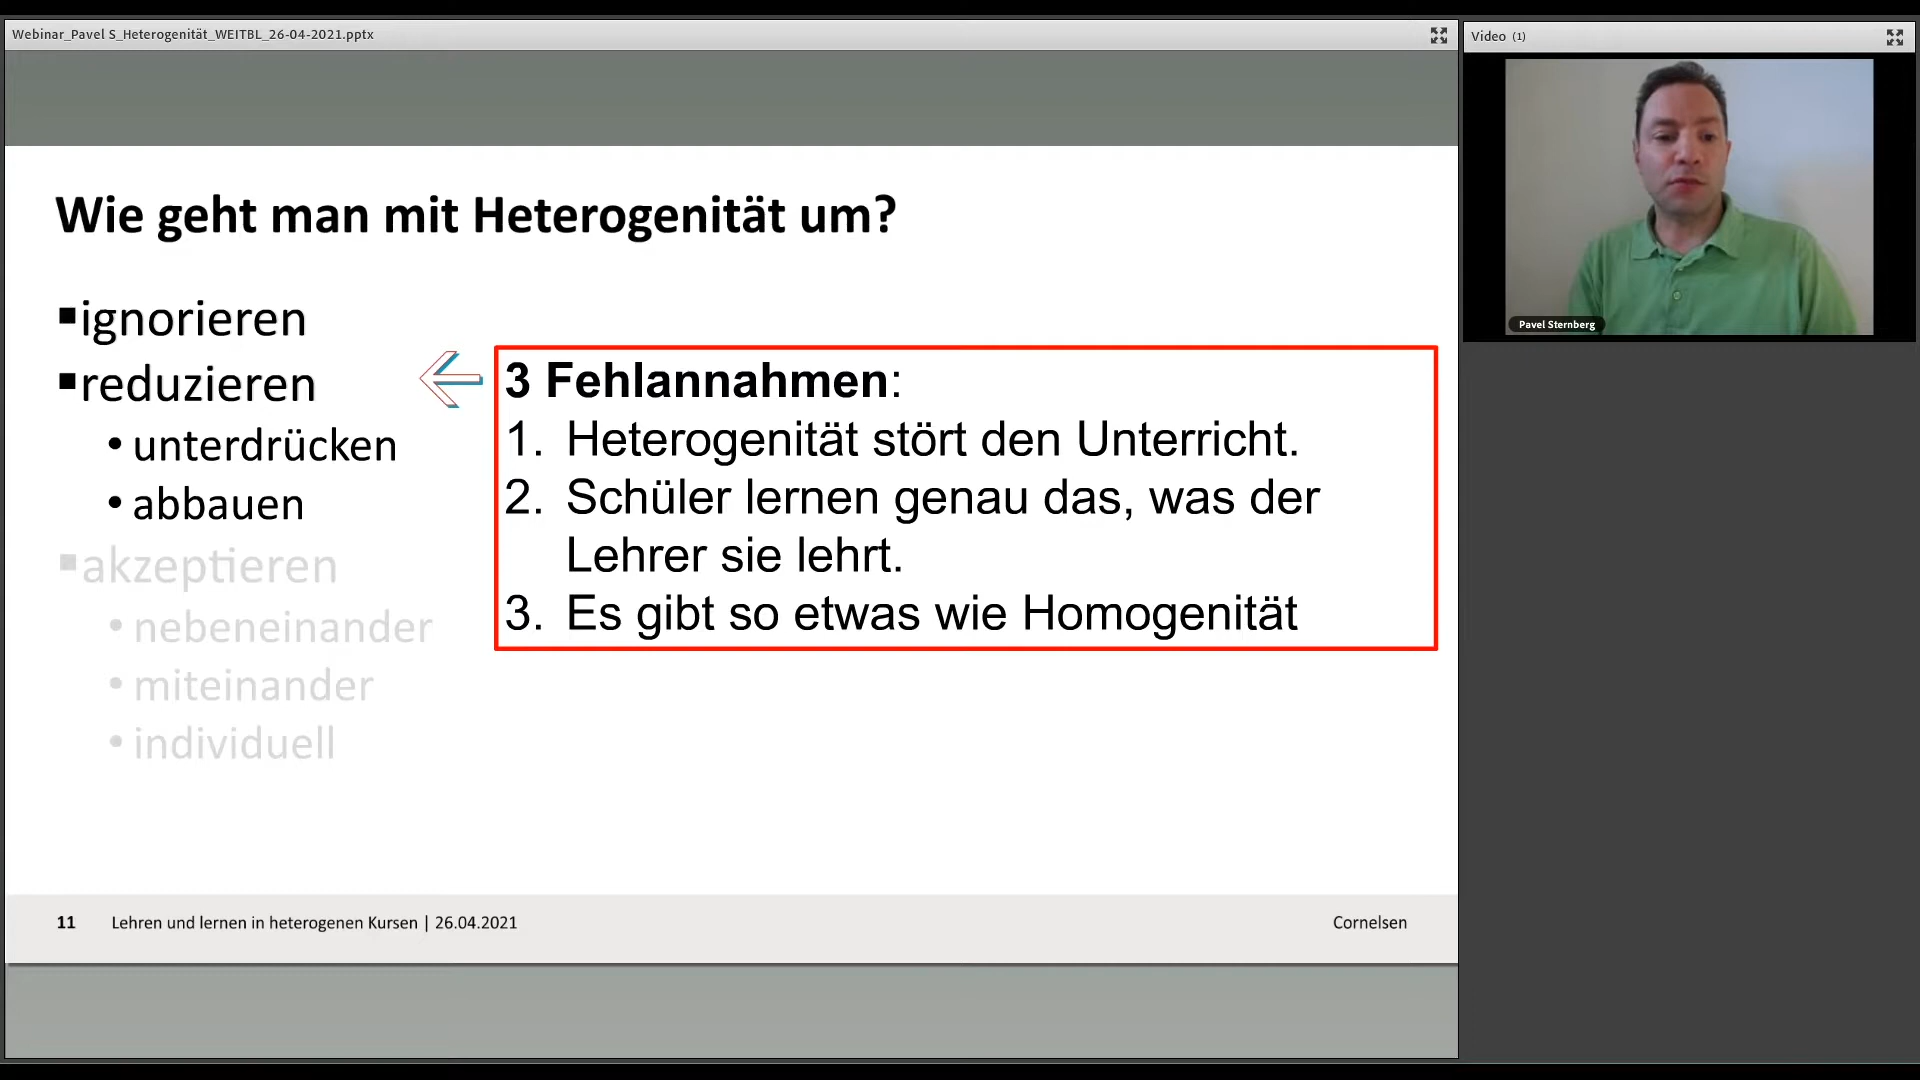 Webinar_Pavel S_Heterogenität_WEITBL_26-04-2021.pptx
Video (1)
Pavel Sternberg
Wie geht man mit Heterogenität um?
▪ignorieren
▪reduzieren
• unterdrücken
• abbauen
▪akzeptieren
• nebeneinander
• miteinander
• individuell
3 Fehlannahmen:
1. Heterogenität stört den Unterricht.
2. Schüler lernen genau das, was der
Lehrer sie lehrt.
3. Es gibt so etwas wie Homogenität
11 Lehren und lernen in heterogenen Kursen | 26.04.2021
Cornelsen